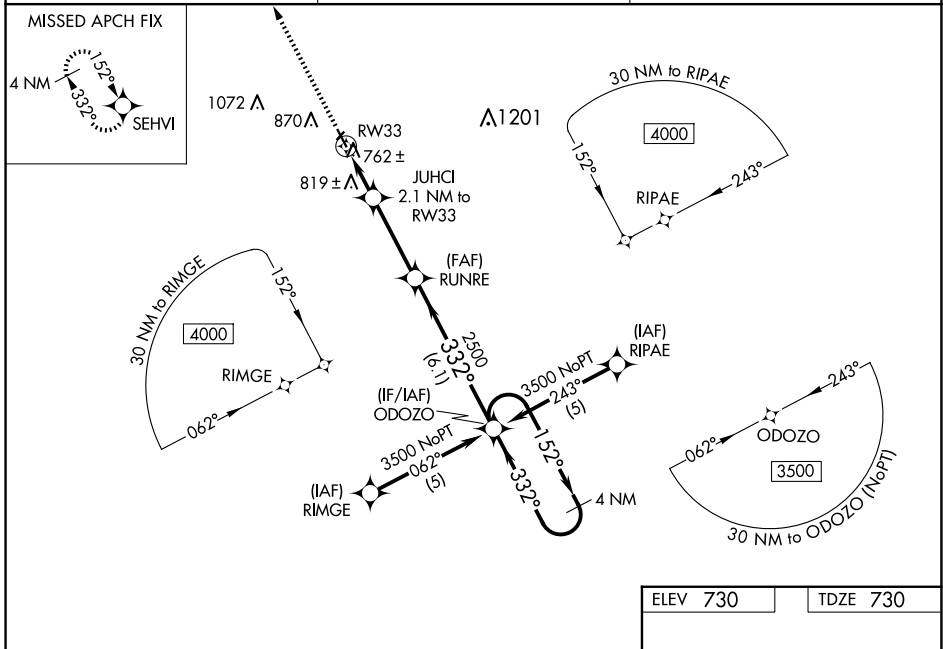 MISSED APCH FIX
4 NM
152°
332°
SEHVI
1072
870
RW33
762 ±
819 ±
JUHCI
2.1 NM to
RW33
1201
30 NM to RIPAE
4000
152°
243°
RIPAE
(FAF)
RUNRE
30 NM to RIMGE
4000
152°
RIMGE
062°
2500
332°
(6.1)
(IAF)
RIPAE
3500 NoPT
243°
(5)
(IF/IAF)
ODOZO
3500 NoPT
062°
(5)
(IAF)
RIMGE
152°
332°
4 NM
243°
062°
ODOZO
3500
30 NM to ODOZO (NoPT)
ELEV 730
TDZE 730